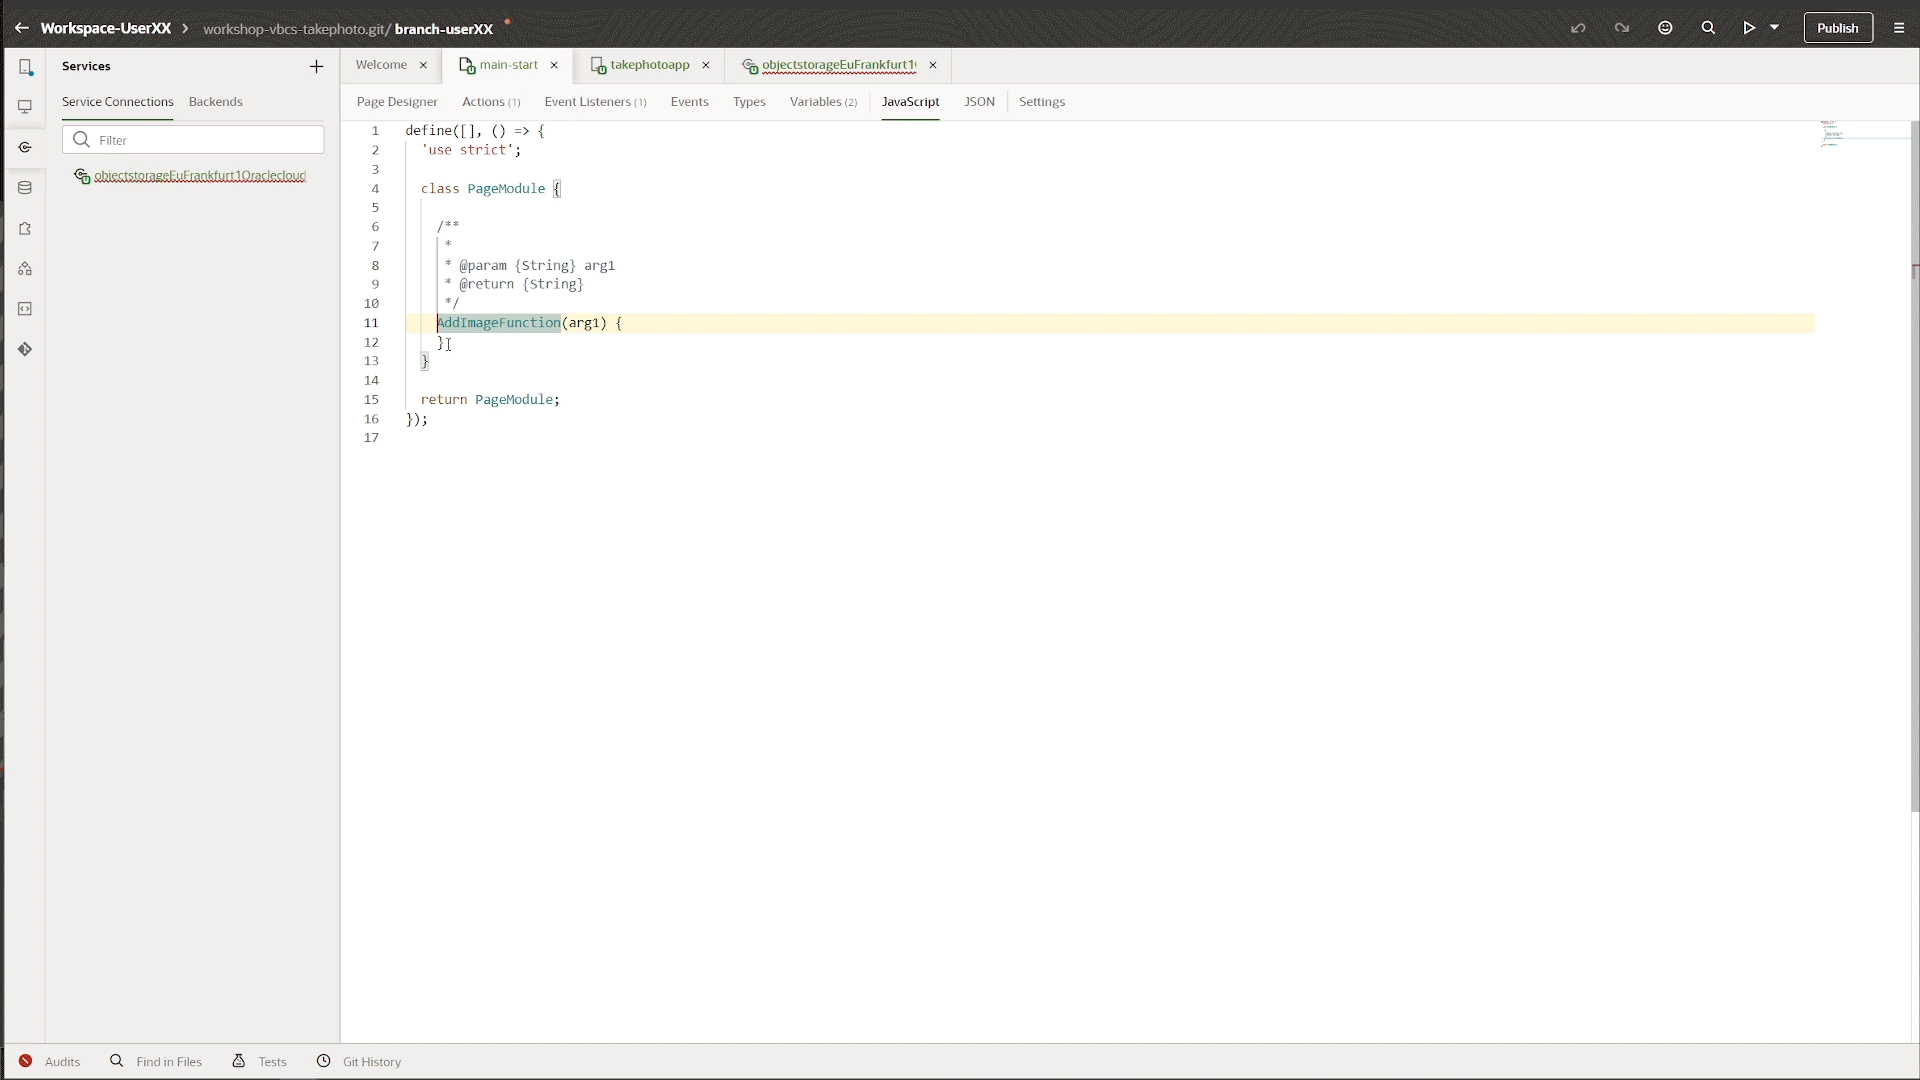 Workspace-UserXX
workshop-vbcs-takephoto.git/ branch-userXX
Publish
Services
Service Connections
Backends
Filter
objectstorageEuFrankfurt1Oraclecloud
Welcome
main-start
takephotoapp
objectstorageEuFrankfurt1
Page Designer
Actions (1)
Event Listeners (1)
Events
Types
Variables (2)
JavaScript
JSON
Settings
1 define([], () => {
2 'use strict';
3
4 class PageModule {
5
6 /**
7 *
8 * @param {String} arg1
9 * @return {String}
10 */
11 AddImageFunction(arg1) {
12 }
13 }
14
15 return PageModule;
16 });
17
Audits
Find in Files
Tests
Git History